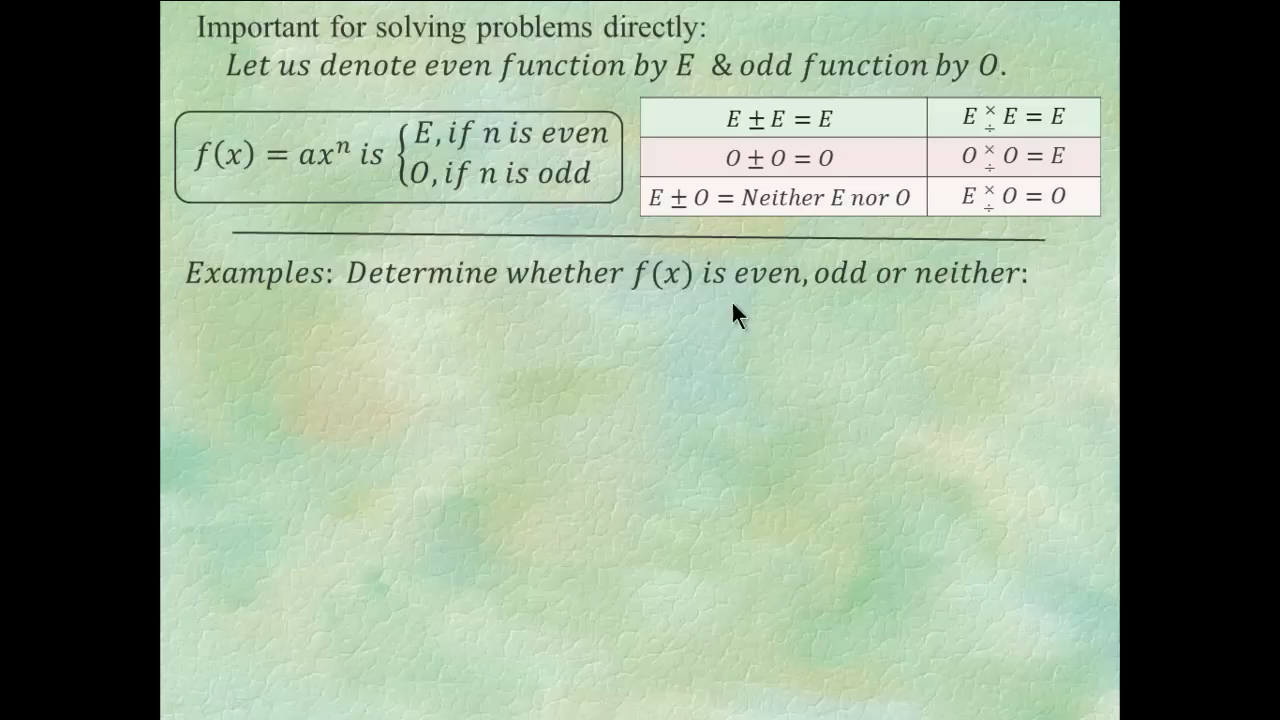 Important for solving problems directly:
Let us denote even function by E & odd function by O.
f(x) = axⁿ is { E, if n is even
O, if n is odd
E ± E = E
E ×÷ E = E
O ± O = O
O ×÷ O = E
E ± O = Neither E nor O
E ×÷ O = O
Examples: Determine whether f(x) is even, odd or neither: